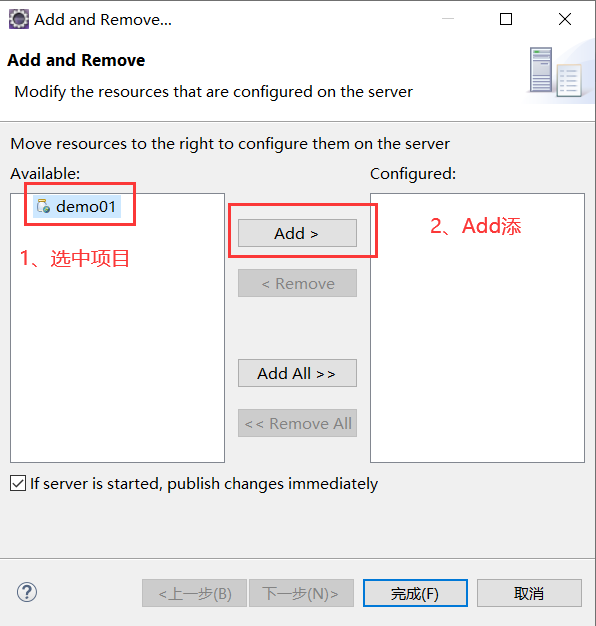 Add and Remove...
Add and Remove
Modify the resources that are configured on the server
Move resources to the right to configure them on the server
Available:
Configured:
demo01
1、选中项目
Add >
2、Add添
< Remove
Add All >>
<< Remove All
If server is started, publish changes immediately
?
<上一步(B)
下一步(N)>
完成(F)
取消